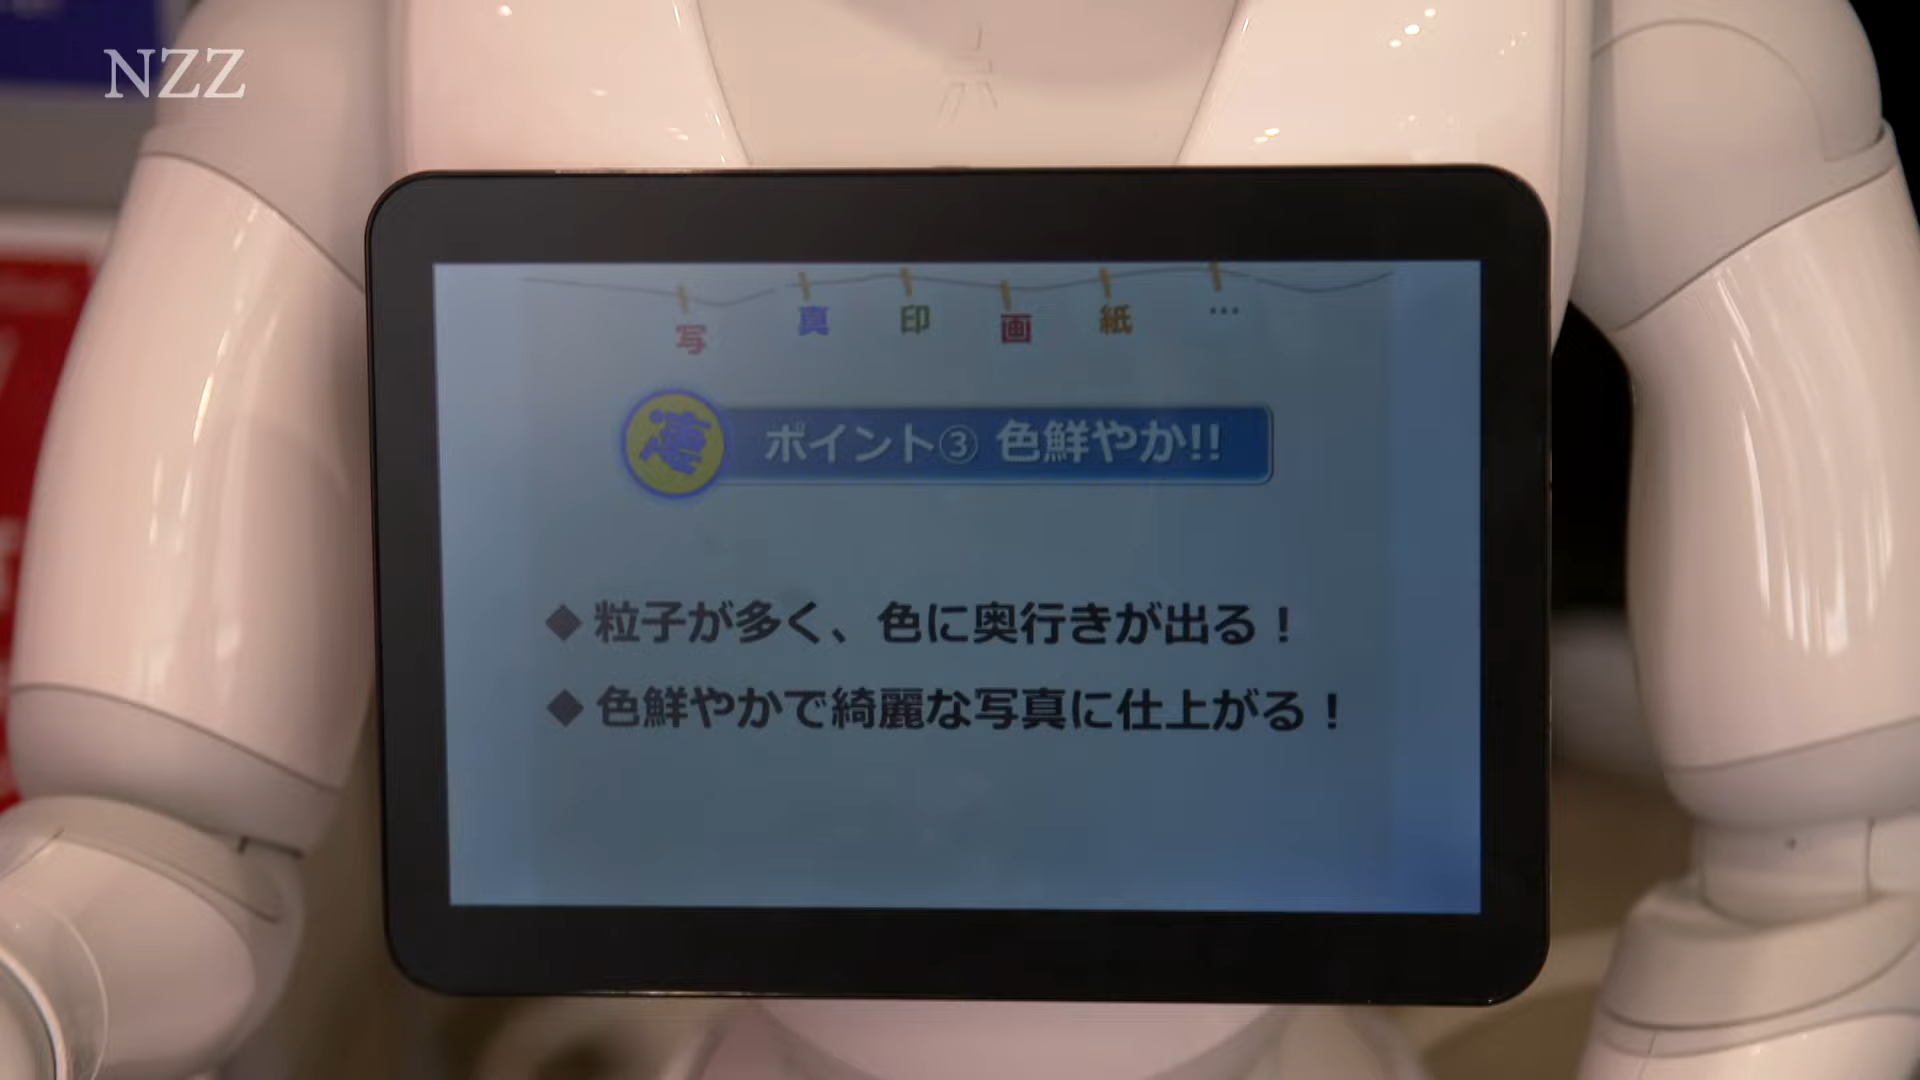 NZZ
写真印画紙…
凄
ポイント③ 色鮮やか!!
◆粒子が多く、色に奥行きが出る！
◆色鮮やかで綺麗な写真に仕上がる！